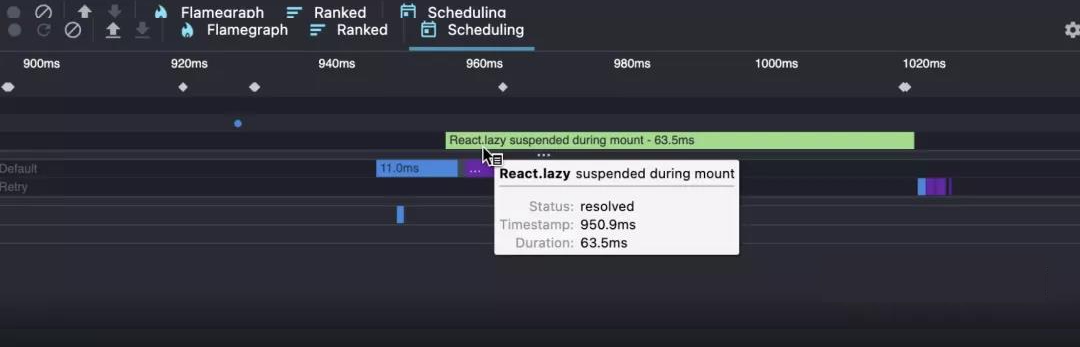 Flamegraph Ranked Scheduling
Flamegraph Ranked Scheduling
900ms 920ms 940ms 960ms 980ms 1000ms 1020ms
React.lazy suspended during mount - 63.5ms
...
Default 11.0ms ...
React.lazy suspended during mount
Retry
Status: resolved
Timestamp: 950.9ms
Duration: 63.5ms